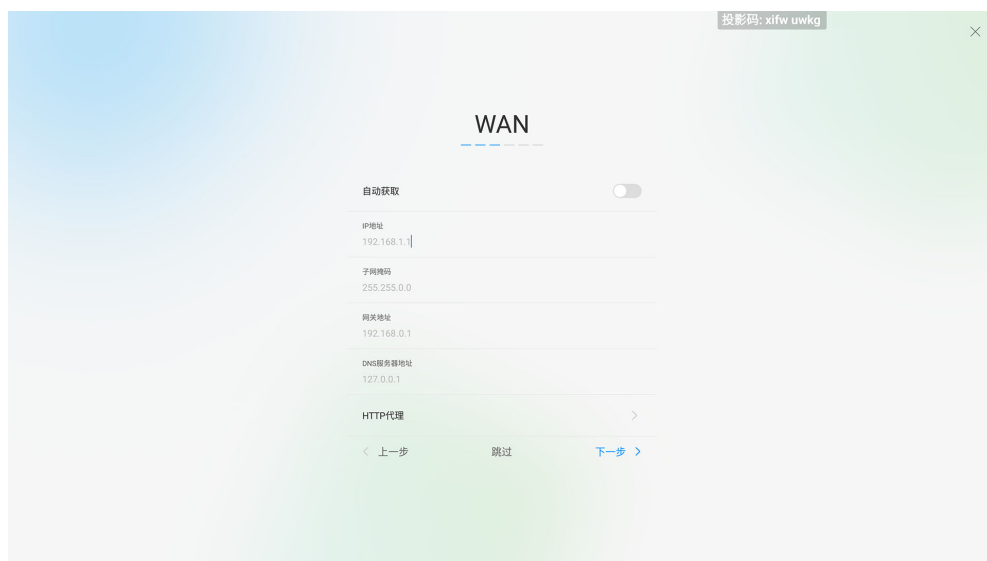 投影码: xifw uwkg
WAN
自动获取
IP地址
192.168.1.1
子网掩码
255.255.0.0
网关地址
192.168.0.1
DNS服务器地址
127.0.0.1
HTTP代理
上一步 跳过 下一步